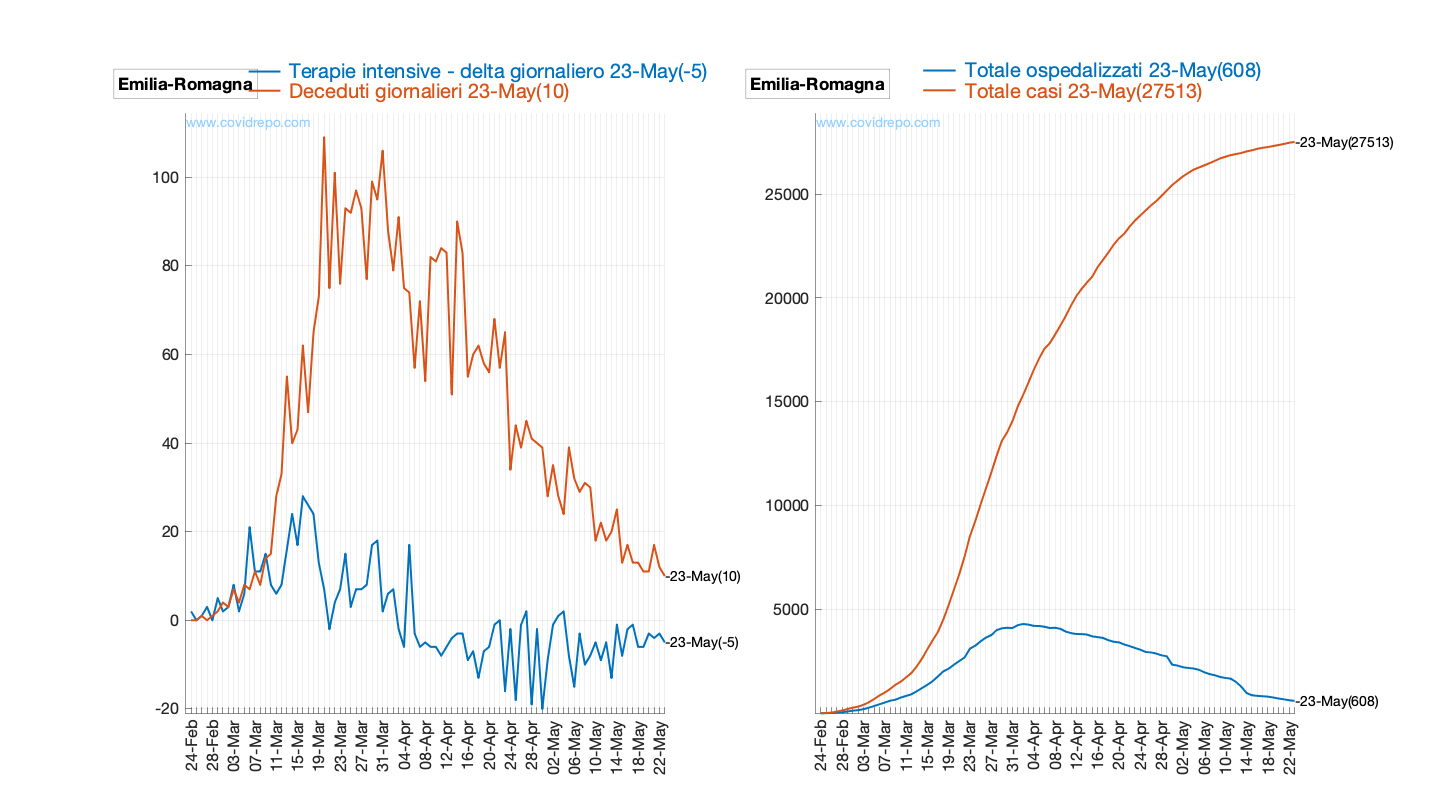 Emilia-Romagna
Terapie intensive - delta giornaliero 23-May(-5)
Deceduti giornalieri 23-May(10)
www.covidrepo.com
100
80
60
40
20
0
-20
-23-May(10)
-23-May(-5)
24-Feb
28-Feb
03-Mar
07-Mar
11-Mar
15-Mar
19-Mar
23-Mar
27-Mar
31-Mar
04-Apr
08-Apr
12-Apr
16-Apr
20-Apr
24-Apr
28-Apr
02-May
06-May
10-May
14-May
18-May
22-May
Emilia-Romagna
Totale ospedalizzati 23-May(608)
Totale casi 23-May(27513)
www.covidrepo.com
25000
20000
15000
10000
5000
-23-May(27513)
-23-May(608)
24-Feb
28-Feb
03-Mar
07-Mar
11-Mar
15-Mar
19-Mar
23-Mar
27-Mar
31-Mar
04-Apr
08-Apr
12-Apr
16-Apr
20-Apr
24-Apr
28-Apr
02-May
06-May
10-May
14-May
18-May
22-May